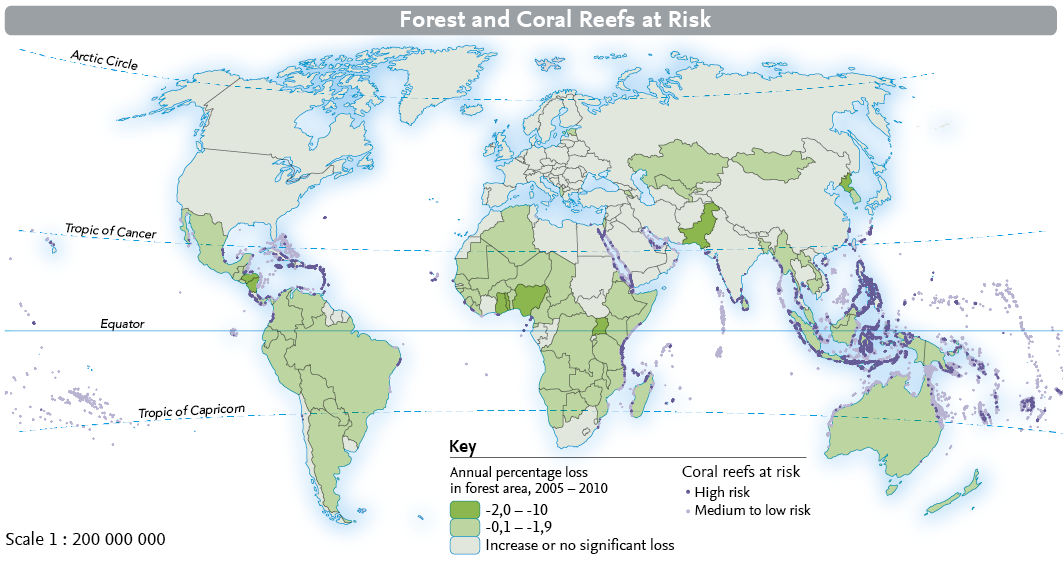 Forest and Coral Reefs at Risk
Arctic Circle
Tropic of Cancer
Equator
Tropic of Capricorn
Key
Annual percentage loss
in forest area, 2005 – 2010
-2,0 – -10
-0,1 – -1,9
Increase or no significant loss
Coral reefs at risk
High risk
Medium to low risk
Scale 1 : 200 000 000